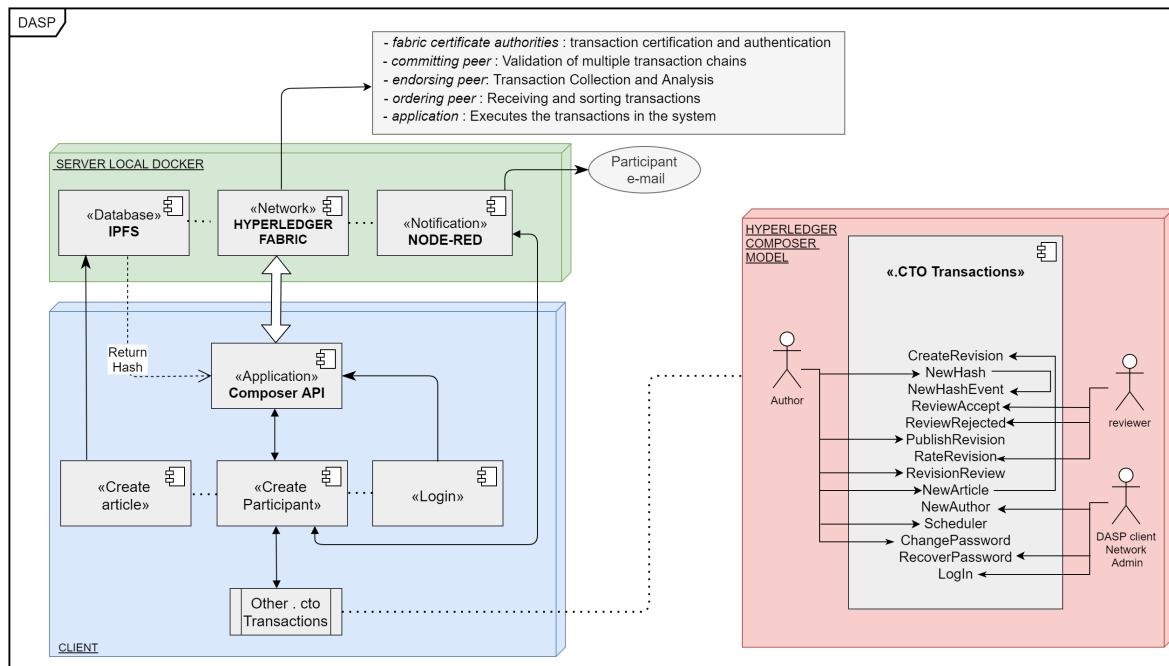 DASP
- fabric certificate authorities : transaction certification and authentication
- committing peer : Validation of multiple transaction chains
- endorsing peer: Transaction Collection and Analysis
- ordering peer : Receiving and sorting transactions
- application : Executes the transactions in the system
SERVER LOCAL DOCKER
«Database»
IPFS
«Network»
HYPERLEDGER
FABRIC
«Notification»
NODE-RED
Participant
e-mail
Return
Hash
«Application»
Composer API
«Create
article»
«Create
Participant»
«Login»
Other . cto
Transactions
CLIENT
HYPERLEDGER
COMPOSER
MODEL
«.CTO Transactions»
Author
CreateRevision
NewHash
NewHashEvent
ReviewAccept
ReviewRejected
PublishRevision
RateRevision
RevisionReview
NewArticle
NewAuthor
Scheduler
ChangePassword
RecoverPassword
LogIn
reviewer
DASP client
Network
Admin